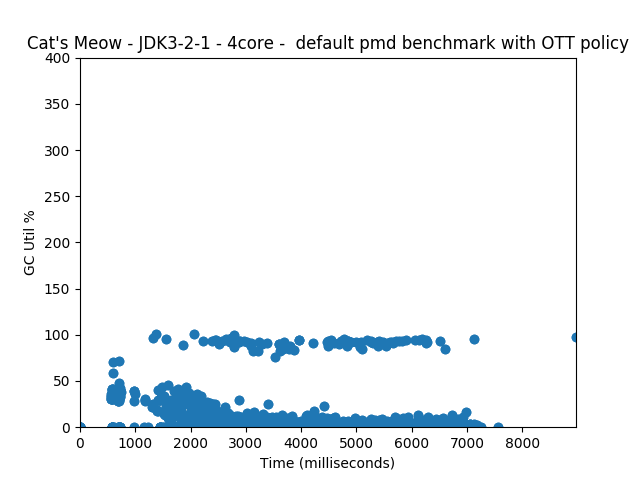 Cat's Meow - JDK3-2-1 - 4core -  default pmd benchmark with OTT policy
400
350
300
250
200
150
100
50
0
GC Util %
0 1000 2000 3000 4000 5000 6000 7000 8000
Time (milliseconds)